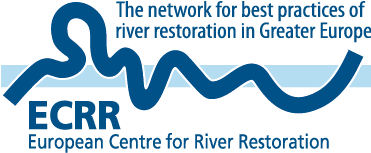 The network for best practices of
river restoration in Greater Europe
ECRR
European Centre for River Restoration